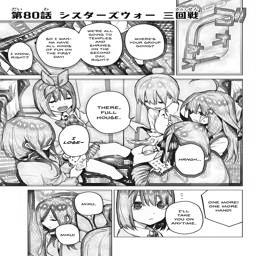 第80話 シスターズウォー 三回戦
WHERE'S
YOUR GROUP
GOING?
WE'RE ALL
GOING TO
TEMPLES
AND
SHRINES
ON THE
SECOND
DAY,
RIGHT?
SO I WANNA
HAVE ALL
KINDS OF
FUN ON THE
FIRST
DAY!
I KNOW,
RIGHT?
THERE,
FULL
HOUSE.
I
LOSE~
HRNGH...
ONE MORE!
ONE MORE
HAND!
I'LL
TAKE YOU
ON
ANYTIME.
MIKU,
MIKU!